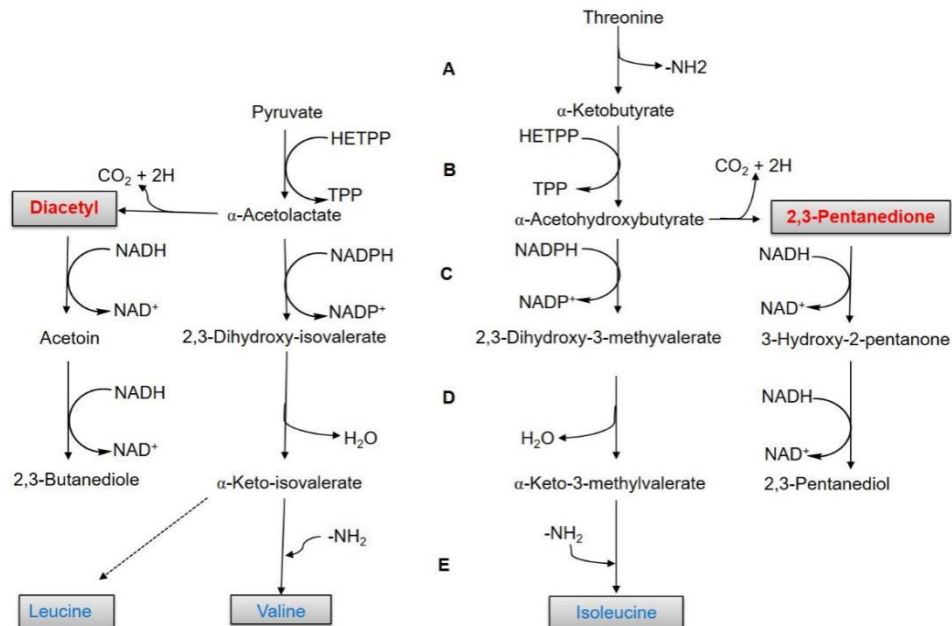 Threonine
A
-NH2
Pyruvate
α-Ketobutyrate
HETPP
HETPP
CO2 + 2H
B
CO2 + 2H
TPP
TPP
Diacetyl
α-Acetolactate
α-Acetohydroxybutyrate
2,3-Pentanedione
NADH
NADPH
NADPH
NADH
C
NAD+
NADP+
NADP+
NAD+
Acetoin
2,3-Dihydroxy-isovalerate
2,3-Dihydroxy-3-methyvalerate
3-Hydroxy-2-pentanone
NADH
D
NADH
NAD+
H2O
H2O
NAD+
2,3-Butanediole
α-Keto-isovalerate
α-Keto-3-methylvalerate
2,3-Pentanediol
-NH2
-NH2
E
Leucine
Valine
Isoleucine